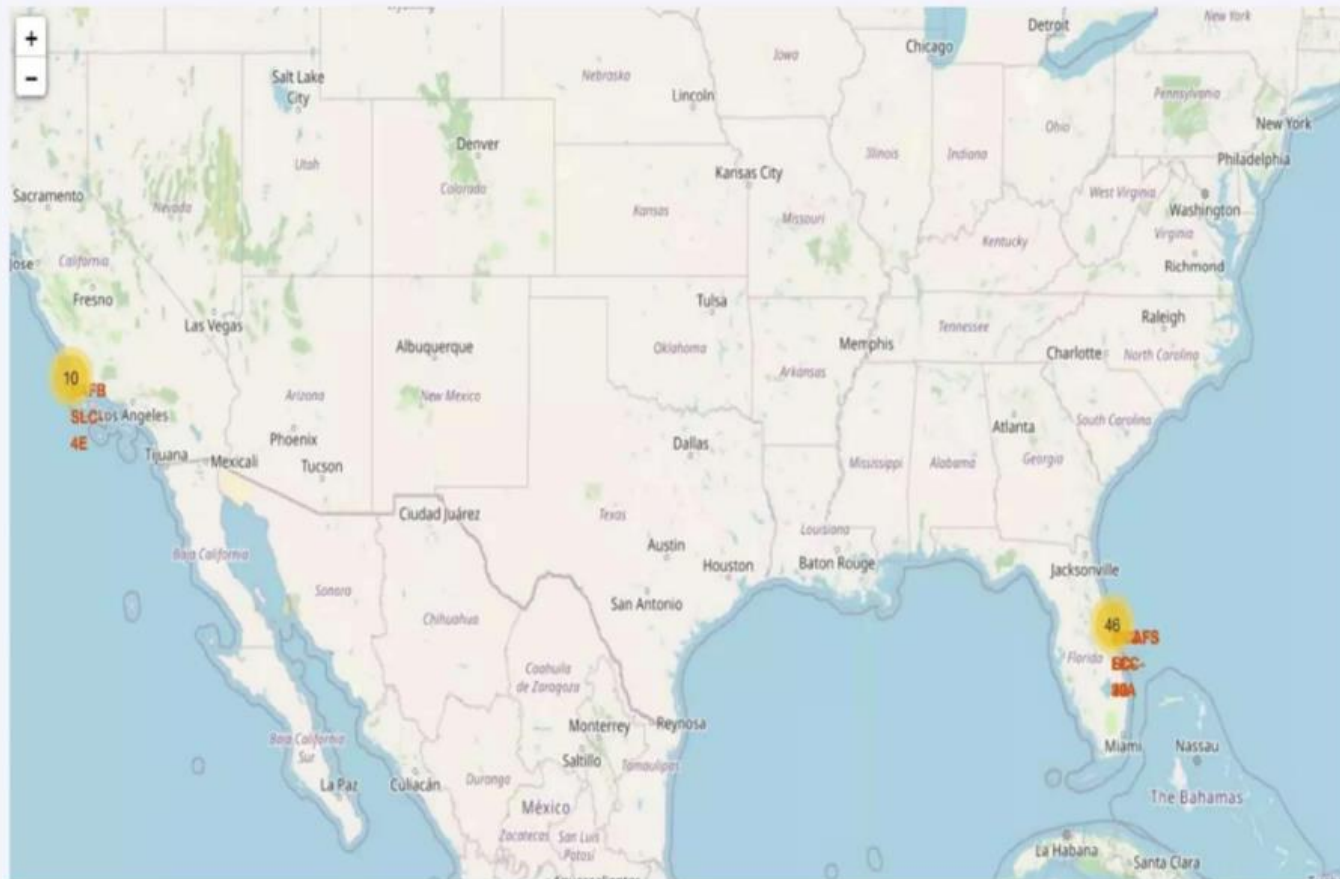 +
−
Salt Lake
City
Nebraska
Iowa
Lincoln
Chicago
Detroit
New York
Pennsylvania
New York
Philadelphia
Ohio
Indiana
Illinois
Denver
Utah
Colorado
Kansas City
Kansas
Missouri
West Virginia
Washington
Virginia
Richmond
Kentucky
Sacramento
Nevada
Jose
California
Fresno
Las Vegas
Tulsa
Raleigh
Tennessee
Albuquerque
Oklahoma
Memphis
Charlotte
North Carolina
10
FB
Arkansas
Arizona
New Mexico
SLC
Los Angeles
4E
South Carolina
Atlanta
Phoenix
Dallas
Tijuana
Mexicali
Tucson
Mississippi
Alabama
Georgia
Ciudad Juárez
Texas
Louisiana
Austin
Houston
Baton Rouge
Jacksonville
Baja California
Sonora
Chihuahua
San Antonio
46
AFS
Florida
Coahuila
de Zaragoza
Monterrey
Reynosa
Baja California
Sur
Saltillo
Tamaulipas
Miami
Nassau
La Paz
Culiacán
Durango
México
The Bahamas
Zacatecas
San Luis
Potosí
La Habana
Santa Clara